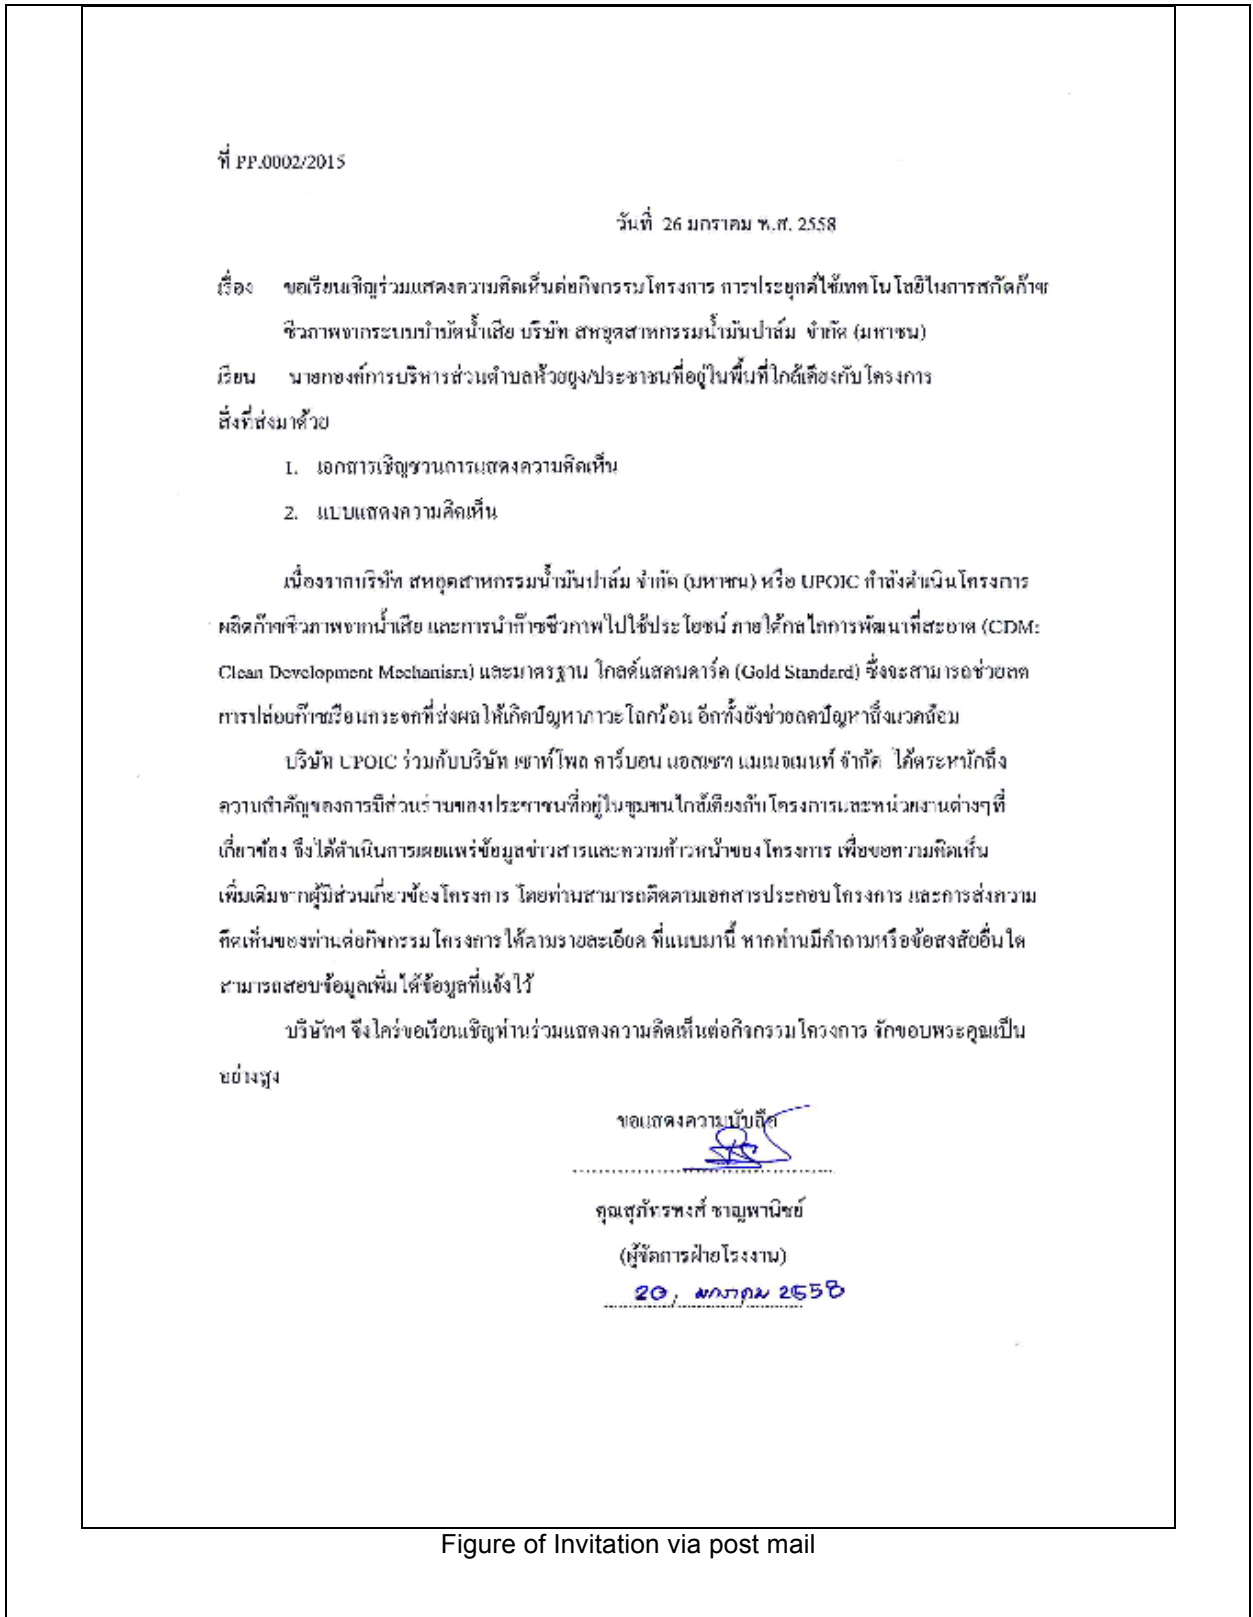 ที่ PP.0002/2015
วันที่ 26 มกราคม พ.ศ. 2558
เรื่อง ขอเรียนเชิญร่วมแสดงความคิดเห็นต่อกิจกรรมโครงการ การประยุกต์ใช้เทคโนโลยีในการสกัดก๊าซ
ชีวภาพจากระบบบำบัดน้ำเสีย บริษัท สหอุตสาหกรรมน้ำมันปาล์ม จำกัด (มหาชน)
เรียน นายกองค์การบริหารส่วนตำบลห้วยยูง/ประชาชนที่อยู่ในพื้นที่ใกล้เคียงกับโครงการ
สิ่งที่ส่งมาด้วย
1. เอกสารเชิญชวนการแสดงความคิดเห็น
2. แบบแสดงความคิดเห็น
เนื่องจากบริษัท สหอุตสาหกรรมน้ำมันปาล์ม จำกัด (มหาชน) หรือ UPOIC กำลังดำเนินโครงการ
ผลิตก๊าซชีวภาพจากน้ำเสีย และการนำก๊าซชีวภาพไปใช้ประโยชน์ ภายใต้กลไกการพัฒนาที่สะอาด (CDM:
Clean Development Mechanism) และมาตรฐาน โกลด์แสตนดาร์ด (Gold Standard) ซึ่งจะสามารถช่วยลด
การปล่อยก๊าซเรือนกระจกที่ส่งผลให้เกิดปัญหาภาวะโลกร้อน อีกทั้งยังช่วยลดปัญหาสิ่งแวดล้อม
บริษัท UPOIC ร่วมกับบริษัท เซาท์โพล คาร์บอน แอสเซท แมเนจเมนท์ จำกัด ได้ตระหนักถึง
ความสำคัญของการมีส่วนร่วมของประชาชนที่อยู่ในชุมชนใกล้เคียงกับโครงการและหน่วยงานต่างๆที่
เกี่ยวข้อง จึงได้ดำเนินการเผยแพร่ข้อมูลข่าวสารและความก้าวหน้าของโครงการ เพื่อขอความคิดเห็น
เพิ่มเติมจากผู้มีส่วนเกี่ยวข้องโครงการ โดยท่านสามารถติดตามเอกสารประกอบโครงการ และการส่งความ
คิดเห็นของท่านต่อกิจกรรมโครงการได้ตามรายละเอียด ที่แนบมานี้ หากท่านมีคำถามหรือข้อสงสัยอื่นใด
สามารถสอบข้อมูลเพิ่มได้ข้อมูลที่แจ้งไว้
บริษัทฯ จึงใคร่ขอเรียนเชิญท่านร่วมแสดงความคิดเห็นต่อกิจกรรมโครงการ จักขอบพระคุณเป็น
อย่างสูง
ขอแสดงความนับถือ
คุณสุภัทรพงศ์ ชาญพานิชย์
(ผู้จัดการฝ่ายโรงงาน)
20, มกราคม 2558
Figure of Invitation via post mail